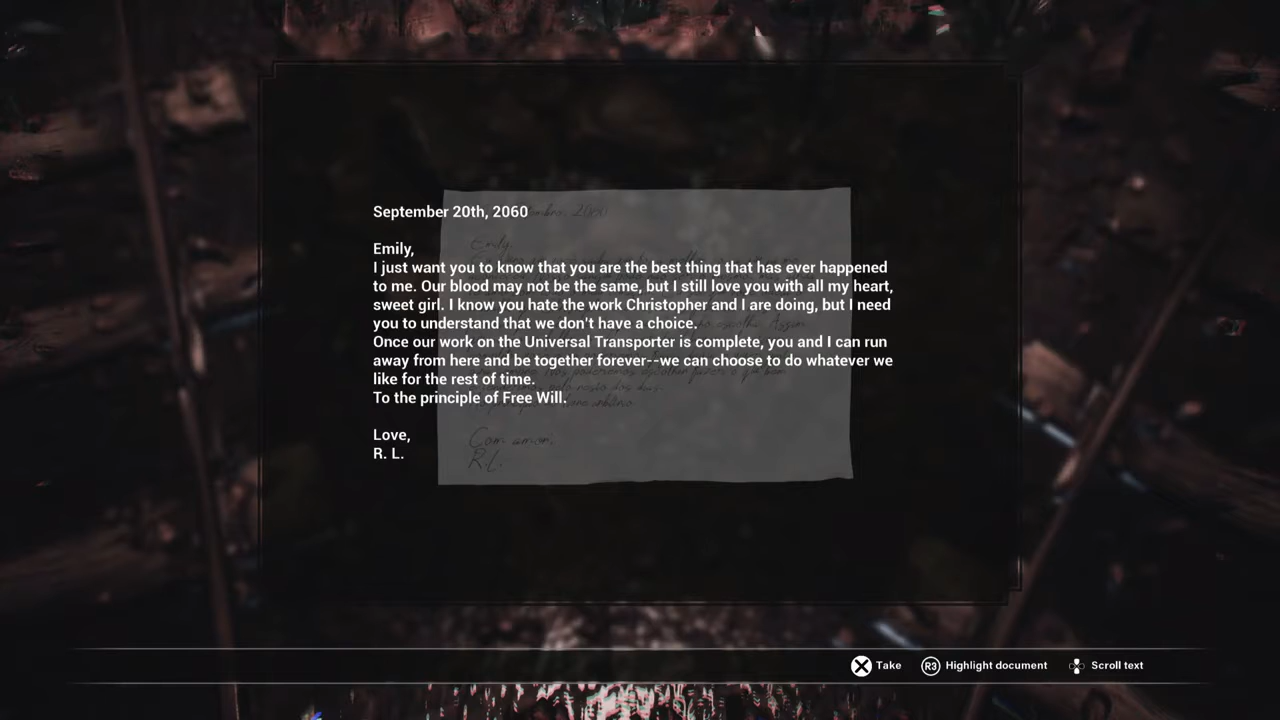 September 20th, 2060
Emily,
I just want you to know that you are the best thing that has ever happened
to me. Our blood may not be the same, but I still love you with all my heart,
sweet girl. I know you hate the work Christopher and I are doing, but I need
you to understand that we don't have a choice.
Once our work on the Universal Transporter is complete, you and I can run
away from here and be together forever--we can choose to do whatever we
like for the rest of time.
To the principle of Free Will.
Love,
R. L.
Emily,
Com amor,
R.L.
Take
R3 Highlight document
Scroll text